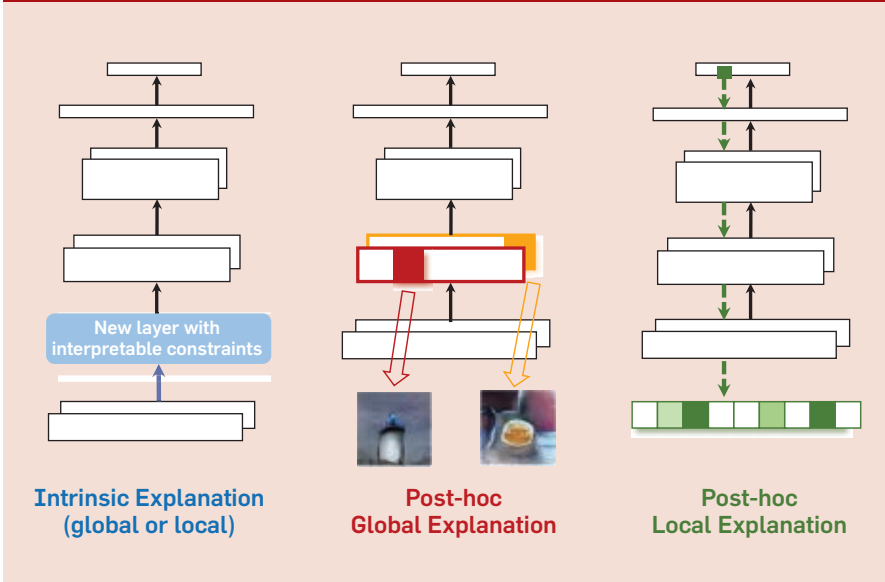 New layer with
interpretable constraints
Intrinsic Explanation
(global or local)
Post-hoc
Global Explanation
Post-hoc
Local Explanation